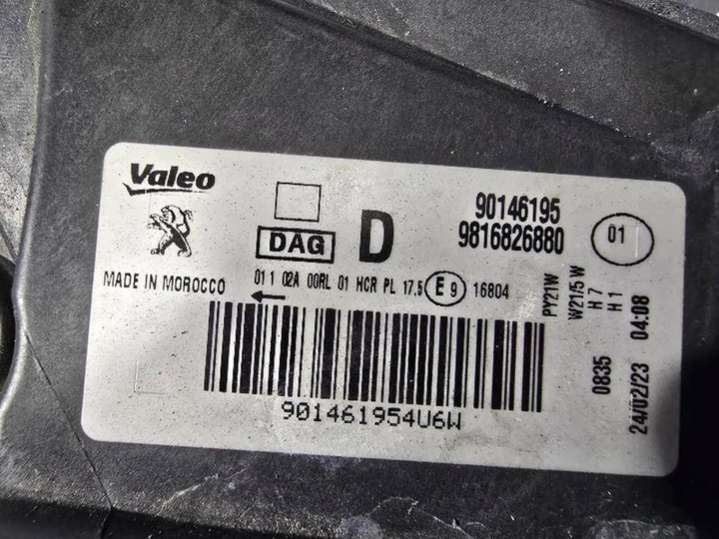 Valeo
DAG
D
90146195
9816826880
01
MADE IN MOROCCO
01 1 02A 00RL 01 HCR PL 17.5
E 9
16804
PY21W
W21/5 W
H 7
H 1
0835
24/02/23 04:08
901461954U6W